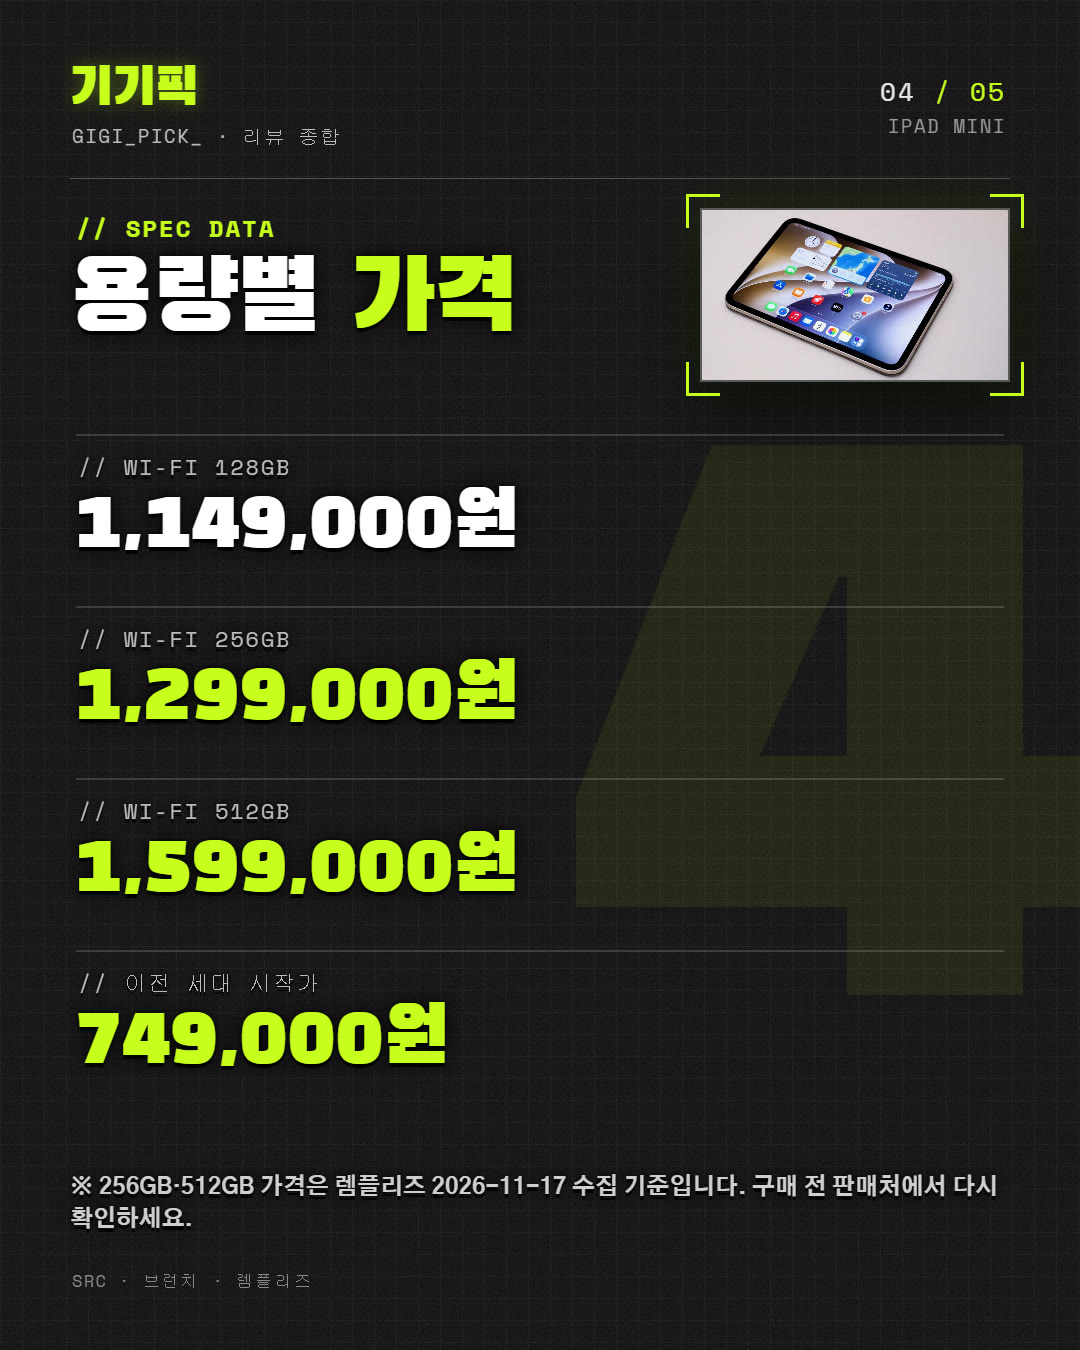 기기픽
GIGI_PICK_ · 리뷰 종합
04 / 05
IPAD MINI
// SPEC DATA
용량별 가격
// WI-FI 128GB
1,149,000원
// WI-FI 256GB
1,299,000원
// WI-FI 512GB
1,599,000원
// 이전 세대 시작가
749,000원
4
※ 256GB·512GB 가격은 렘플리즈 2026-11-17 수집 기준입니다. 구매 전 판매처에서 다시
확인하세요.
SRC · 브런치 · 렘플리즈